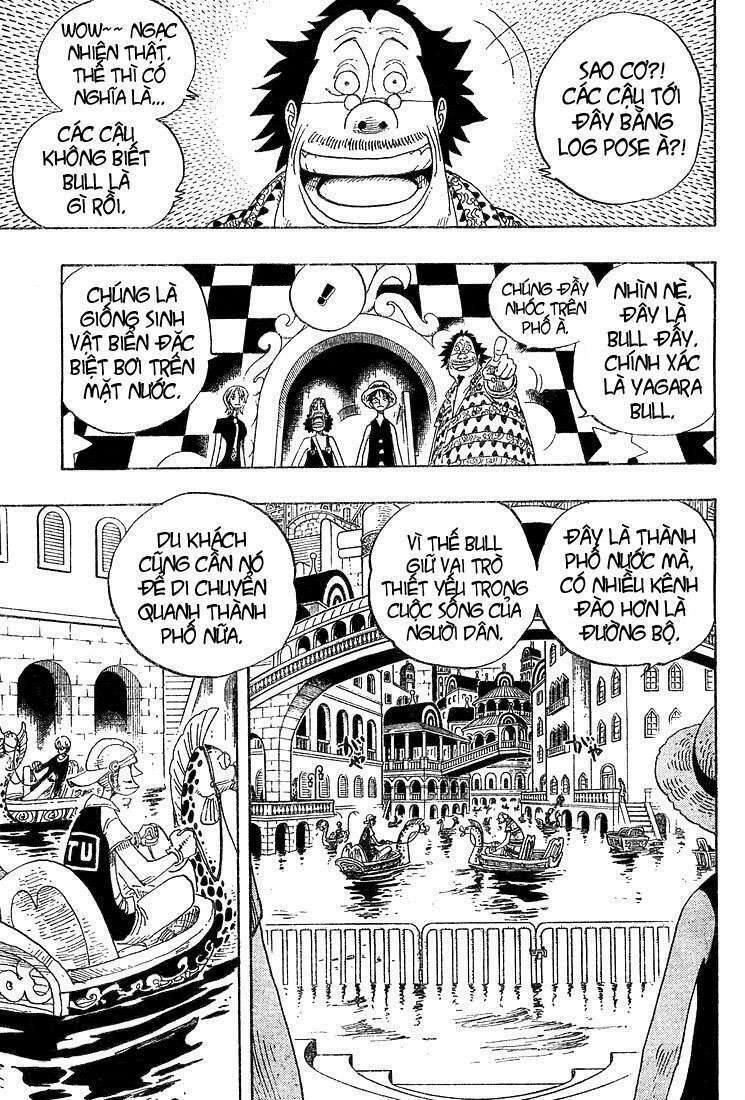 SAO CƠ?!
CÁC CẬU TỚI
ĐÂY BẰNG
LOG POSE À?!
WOW~~ NGẠC
NHIÊN THẬT.
THẾ THÌ CÓ
NGHĨA LÀ...
CÁC CẬU
KHÔNG BIẾT
BULL LÀ
GÌ RỒI.
NHÌN NÈ.
ĐÂY LÀ
BULL ĐẤY.
CHÍNH XÁC
LÀ YAGARA
BULL.
CHÚNG ĐẦY
NHÓC TRÊN
PHỐ À.
!!
CHÚNG LÀ
GIỐNG SINH
VẬT BIỂN ĐẶC
BIỆT BƠI TRÊN
MẶT NƯỚC.
ĐÂY LÀ THÀNH
PHỐ NƯỚC MÀ,
CÓ NHIỀU KÊNH
ĐÀO HƠN LÀ
ĐƯỜNG BỘ.
VÌ THẾ BULL
GIỮ VAI TRÒ
THIẾT YẾU TRONG
CUỘC SỐNG CỦA
NGƯỜI DÂN.
DU KHÁCH
CŨNG CẦN NÓ
ĐỂ DI CHUYỂN
QUANH THÀNH
PHỐ NỮA.
TU